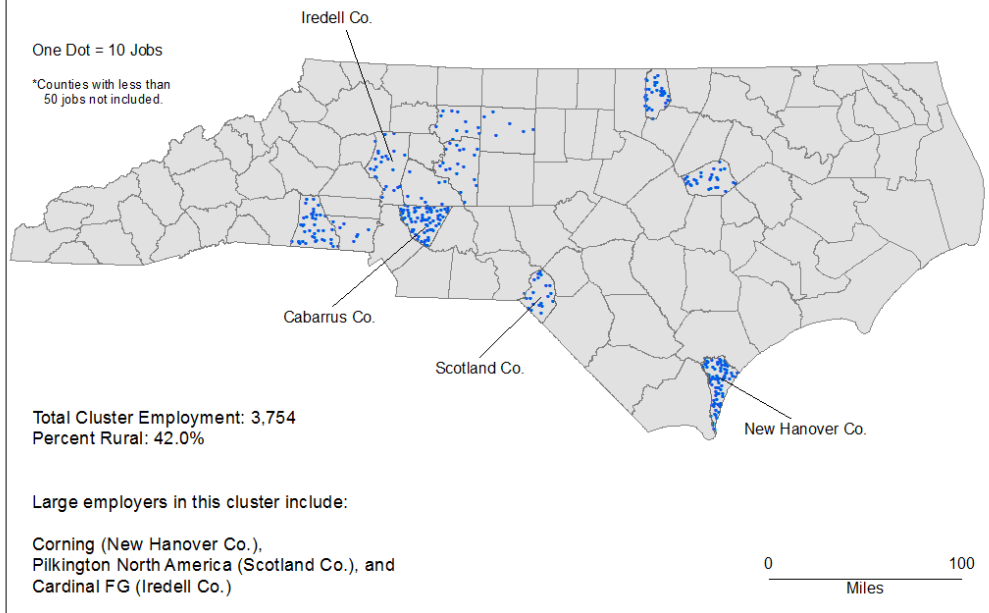 Iredell Co.
One Dot = 10 Jobs
*Counties with less than
50 jobs not included.
Cabarrus Co.
Scotland Co.
New Hanover Co.
Total Cluster Employment: 3,754
Percent Rural: 42.0%
Large employers in this cluster include:
Corning (New Hanover Co.),
Pilkington North America (Scotland Co.), and
Cardinal FG (Iredell Co.)
0 100
Miles